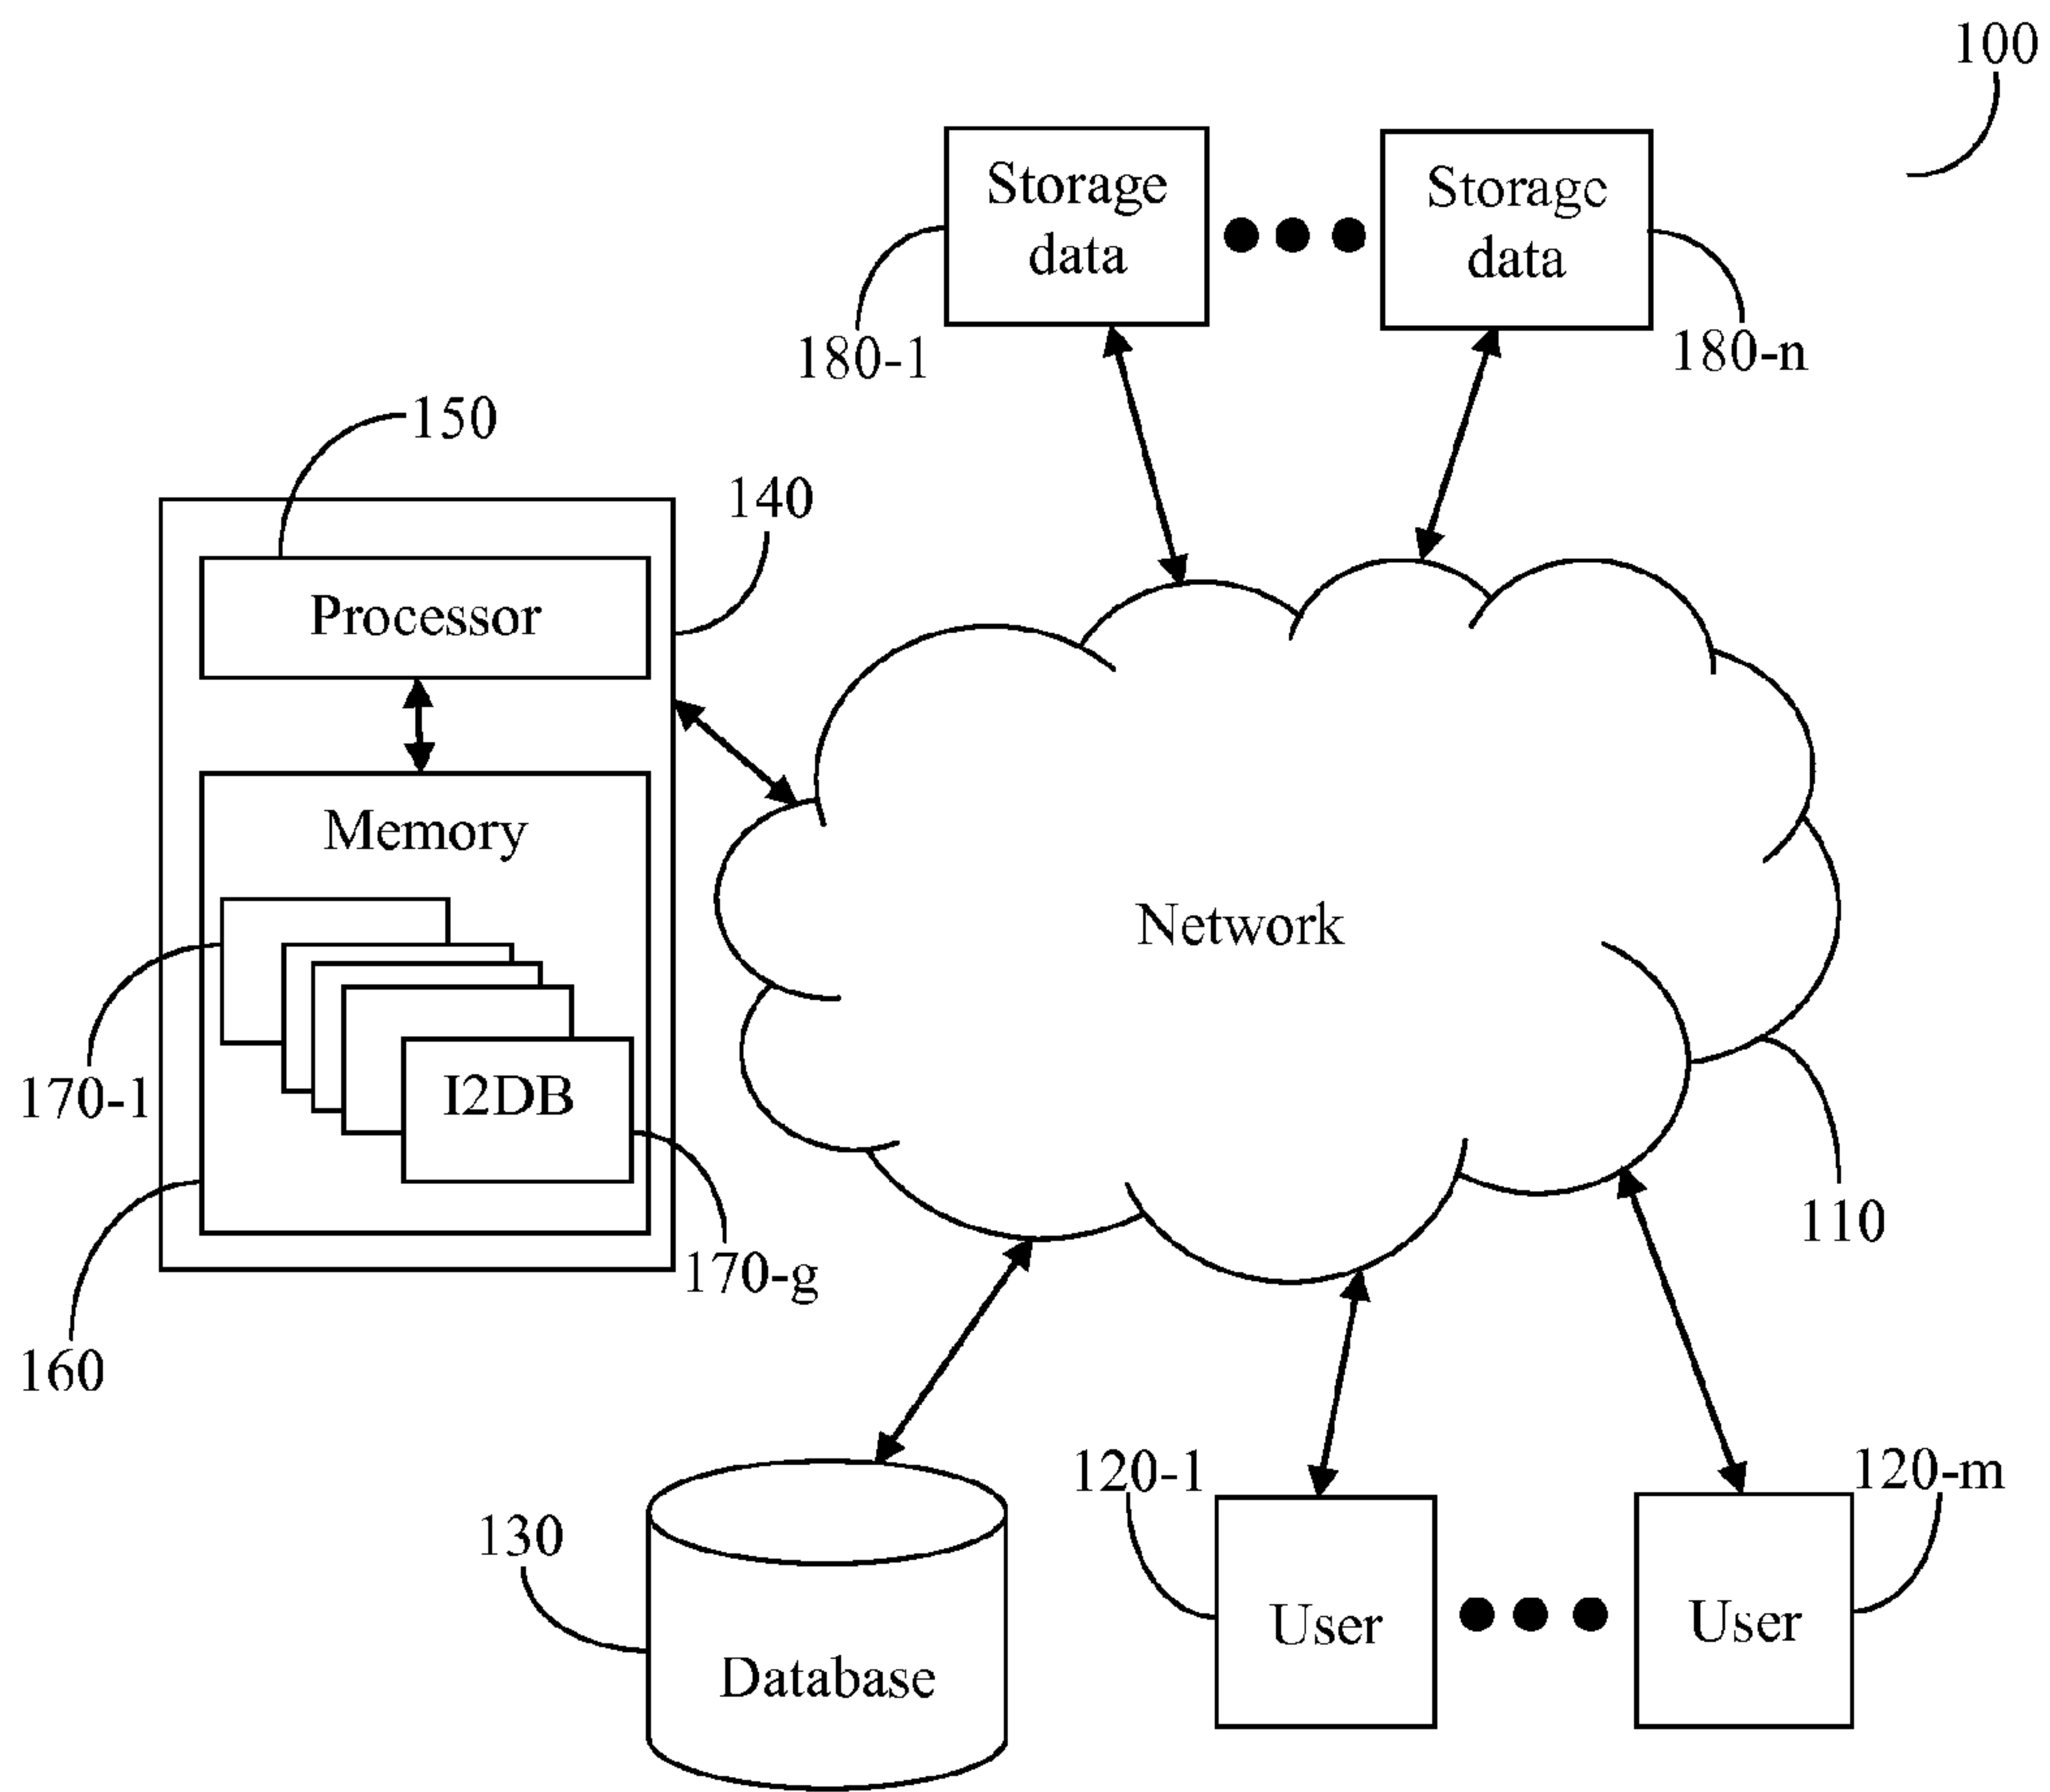 100
Storage
data
Storage
data
180-1
180-n
150
140
Processor
Memory
Network
I2DB
170-1
110
170-g
160
120-1
120-m
130
User
User
Database